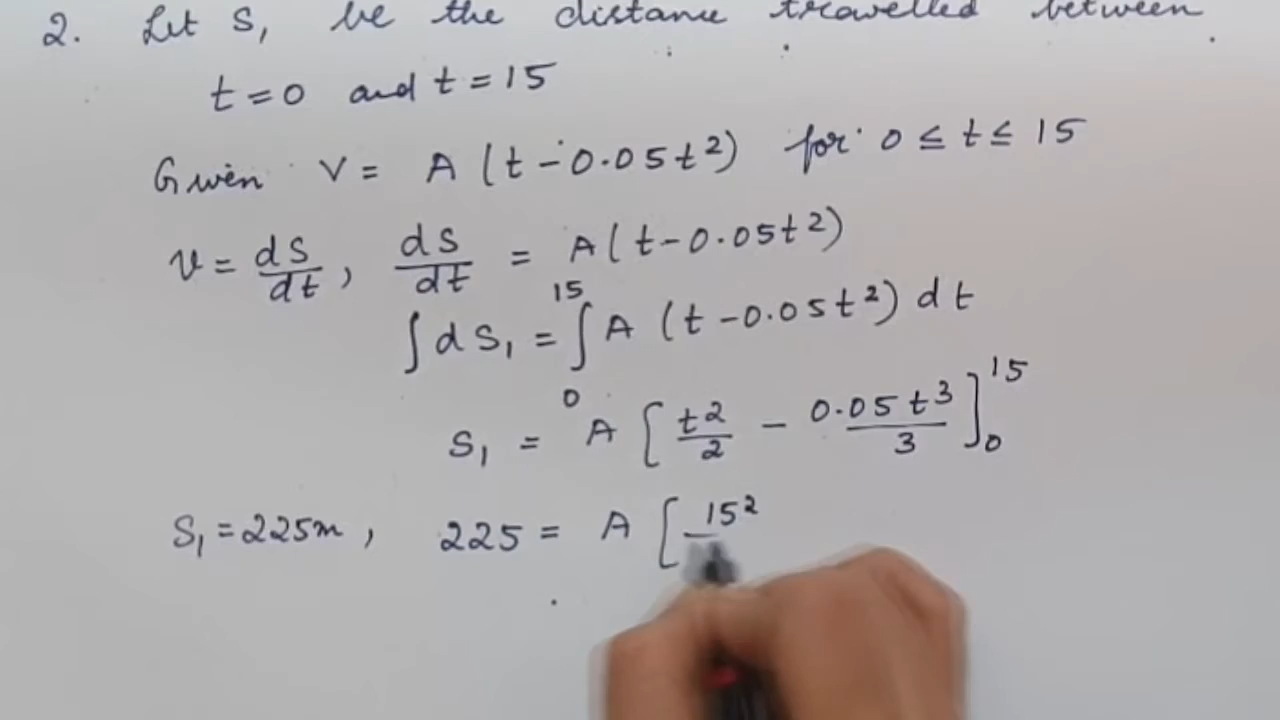 2. Let S₁ be the distance travelled between
t = 0 and t = 15
Given V = A (t - 0.05t²) for 0 ≤ t ≤ 15
v = dS/dt, dS/dt = A(t - 0.05t²)
∫dS₁ = ∫₀¹⁵ A (t - 0.05t²) dt
S₁ = A [t²/2 - 0.05t³/3]₀¹⁵
S₁ = 225m, 225 = A [15²